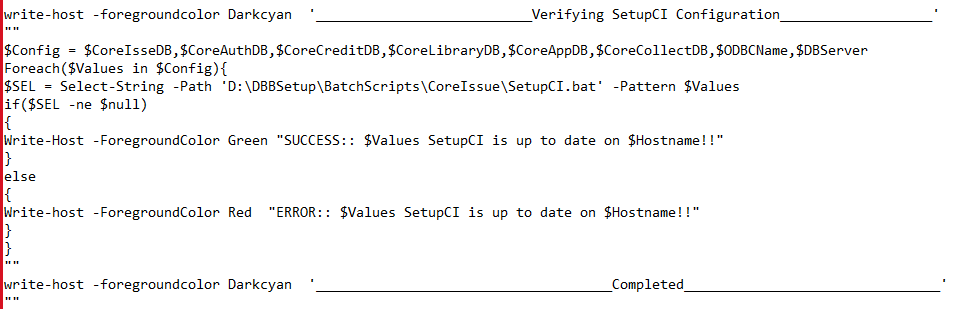 write-host -foregroundcolor Darkcyan  '___________________________Verifying SetupCI Configuration___________________'
""
$Config = $CoreIsseDB,$CoreAuthDB,$CoreCreditDB,$CoreLibraryDB,$CoreAppDB,$CoreCollectDB,$ODBCName,$DBServer
Foreach($Values in $Config){
$SEL = Select-String -Path 'D:\DBBSetup\BatchScripts\CoreIssue\SetupCI.bat' -Pattern $Values
if($SEL -ne $null)
{
Write-Host -ForegroundColor Green "SUCCESS:: $Values SetupCI is up to date on $Hostname!!"
}
else
{
Write-host -ForegroundColor Red  "ERROR:: $Values SetupCI is up to date on $Hostname!!"
}
}
""
write-host -foregroundcolor Darkcyan  '_____________________________________Completed________________________________'
""